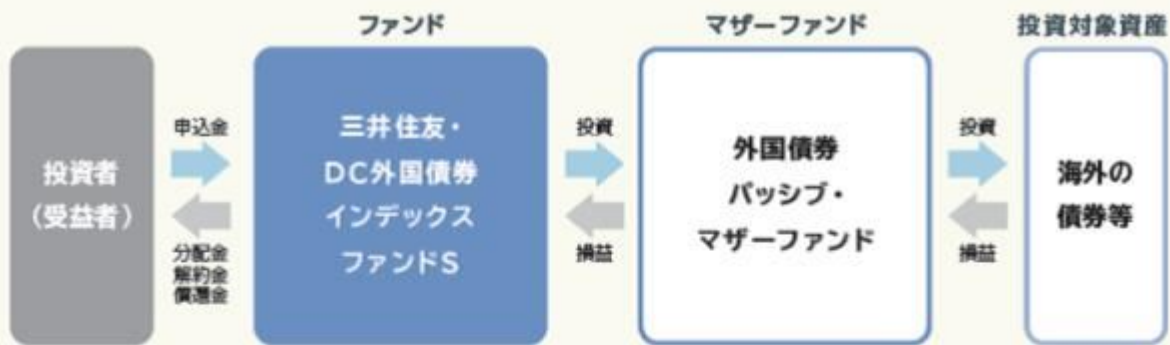 ファンド
マザーファンド
投資対象資産
投資者
（受益者）
申込金
分配金
解約金
償還金
三井住友・
DC外国債券
インデックス
ファンドS
投資
損益
外国債券
パッシブ・
マザーファンド
投資
損益
海外の
債券等